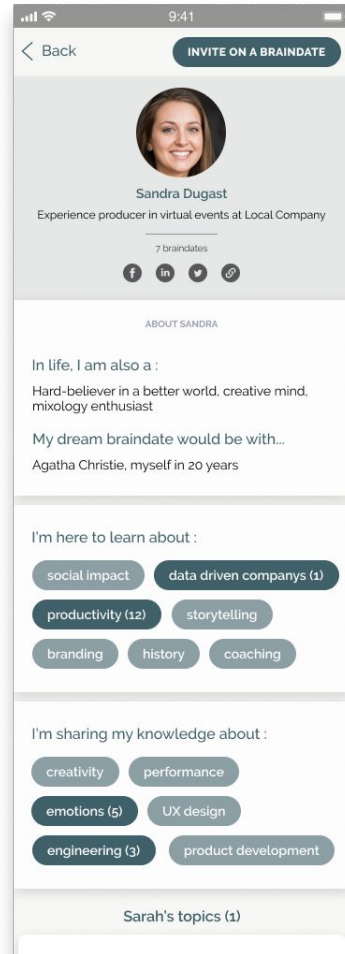 9:41
Back
INVITE ON A BRAINDATE
Sandra Dugast
Experience producer in virtual events at Local Company
7 braindates
f in
ABOUT SANDRA
In life, I am also a :
Hard-believer in a better world, creative mind,
mixology enthusiast
My dream braindate would be with...
Agatha Christie, myself in 20 years
I'm here to learn about :
social impact data driven companys (1)
productivity (12) storytelling
branding history coaching
I'm sharing my knowledge about :
creativity performance
emotions (5) UX design
engineering (3) product development
Sarah's topics (1)